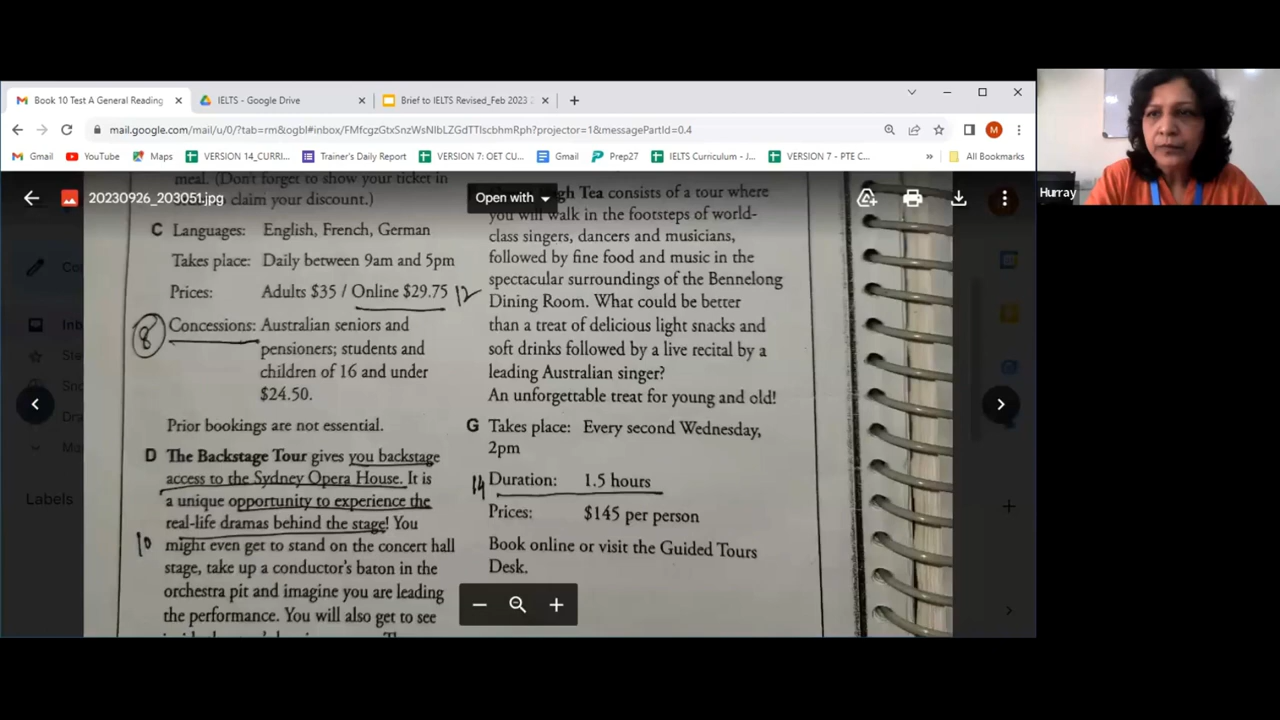 Book 10 Test A General Reading
IELTS - Google Drive
Brief to IELTS Revised_Feb 2023
mail.google.com/mail/u/0/?tab=rm&ogbl#inbox/FMfcgzGtxSnzWsNlbLZGdTTlscbhmRph?projector=1&messagePartId=0.4
M
Gmail
YouTube
Maps
VERSION 14_CURRI...
Trainer's Daily Report
VERSION 7: OET CU...
Gmail
Prep27
IELTS Curriculum - J...
VERSION 7 - PTE C...
»
All Bookmarks
20230926_203051.jpg
Open with
Hurray
Labels
meal. (Don't forget to show your ticket in
claim your discount.)
C Languages: English, French, German
Takes place: Daily between 9am and 5pm
Prices: Adults $35 / Online $29.75 12
8 Concessions: Australian seniors and
pensioners; students and
children of 16 and under
$24.50.
Prior bookings are not essential.
D The Backstage Tour gives you backstage
access to the Sydney Opera House. It is
a unique opportunity to experience the
real-life dramas behind the stage! You
10 might even get to stand on the concert hall
stage, take up a conductor's baton in the
orchestra pit and imagine you are leading
the performance. You will also get to see
High Tea consists of a tour where
you will walk in the footsteps of world-
class singers, dancers and musicians,
followed by fine food and music in the
spectacular surroundings of the Bennelong
Dining Room. What could be better
than a treat of delicious light snacks and
soft drinks followed by a live recital by a
leading Australian singer?
An unforgettable treat for young and old!
G Takes place: Every second Wednesday,
2pm
14 Duration: 1.5 hours
Prices: $145 per person
Book online or visit the Guided Tours
Desk.